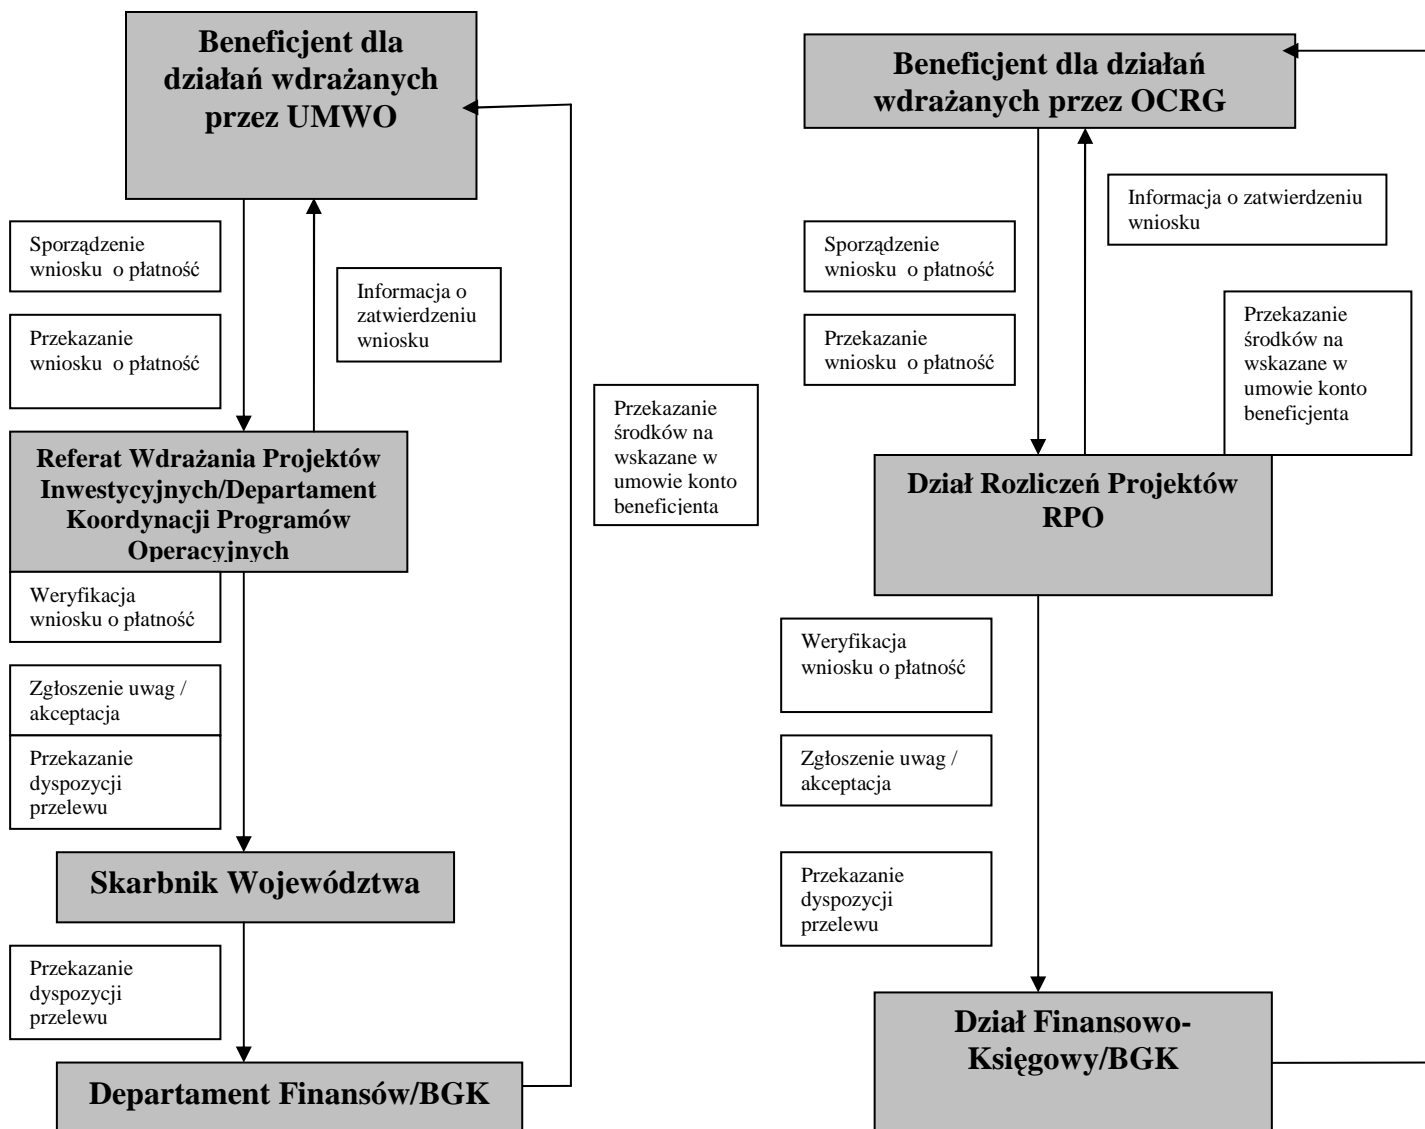 Beneficjent dla
działań wdrażanych
przez UMWO
Sporządzenie
wniosku o płatność
Przekazanie
wniosku o płatność
Informacja o
zatwierdzeniu
wniosku
Przekazanie
środków na
wskazane w
umowie konto
beneficjenta
Referat Wdrażania Projektów
Inwestycyjnych/Departament
Koordynacji Programów
Operacyjnych
Weryfikacja
wniosku o płatność
Zgłoszenie uwag /
akceptacja
Przekazanie
dyspozycji
przelewu
Skarbnik Województwa
Przekazanie
dyspozycji
przelewu
Departament Finansów/BGK
Beneficjent dla działań
wdrażanych przez OCRG
Informacja o zatwierdzeniu
wniosku
Sporządzenie
wniosku o płatność
Przekazanie
wniosku o płatność
Przekazanie
środków na
wskazane w
umowie konto
beneficjenta
Dział Rozliczeń Projektów
RPO
Weryfikacja
wniosku o płatność
Zgłoszenie uwag /
akceptacja
Przekazanie
dyspozycji
przelewu
Dział Finansowo-
Księgowy/BGK